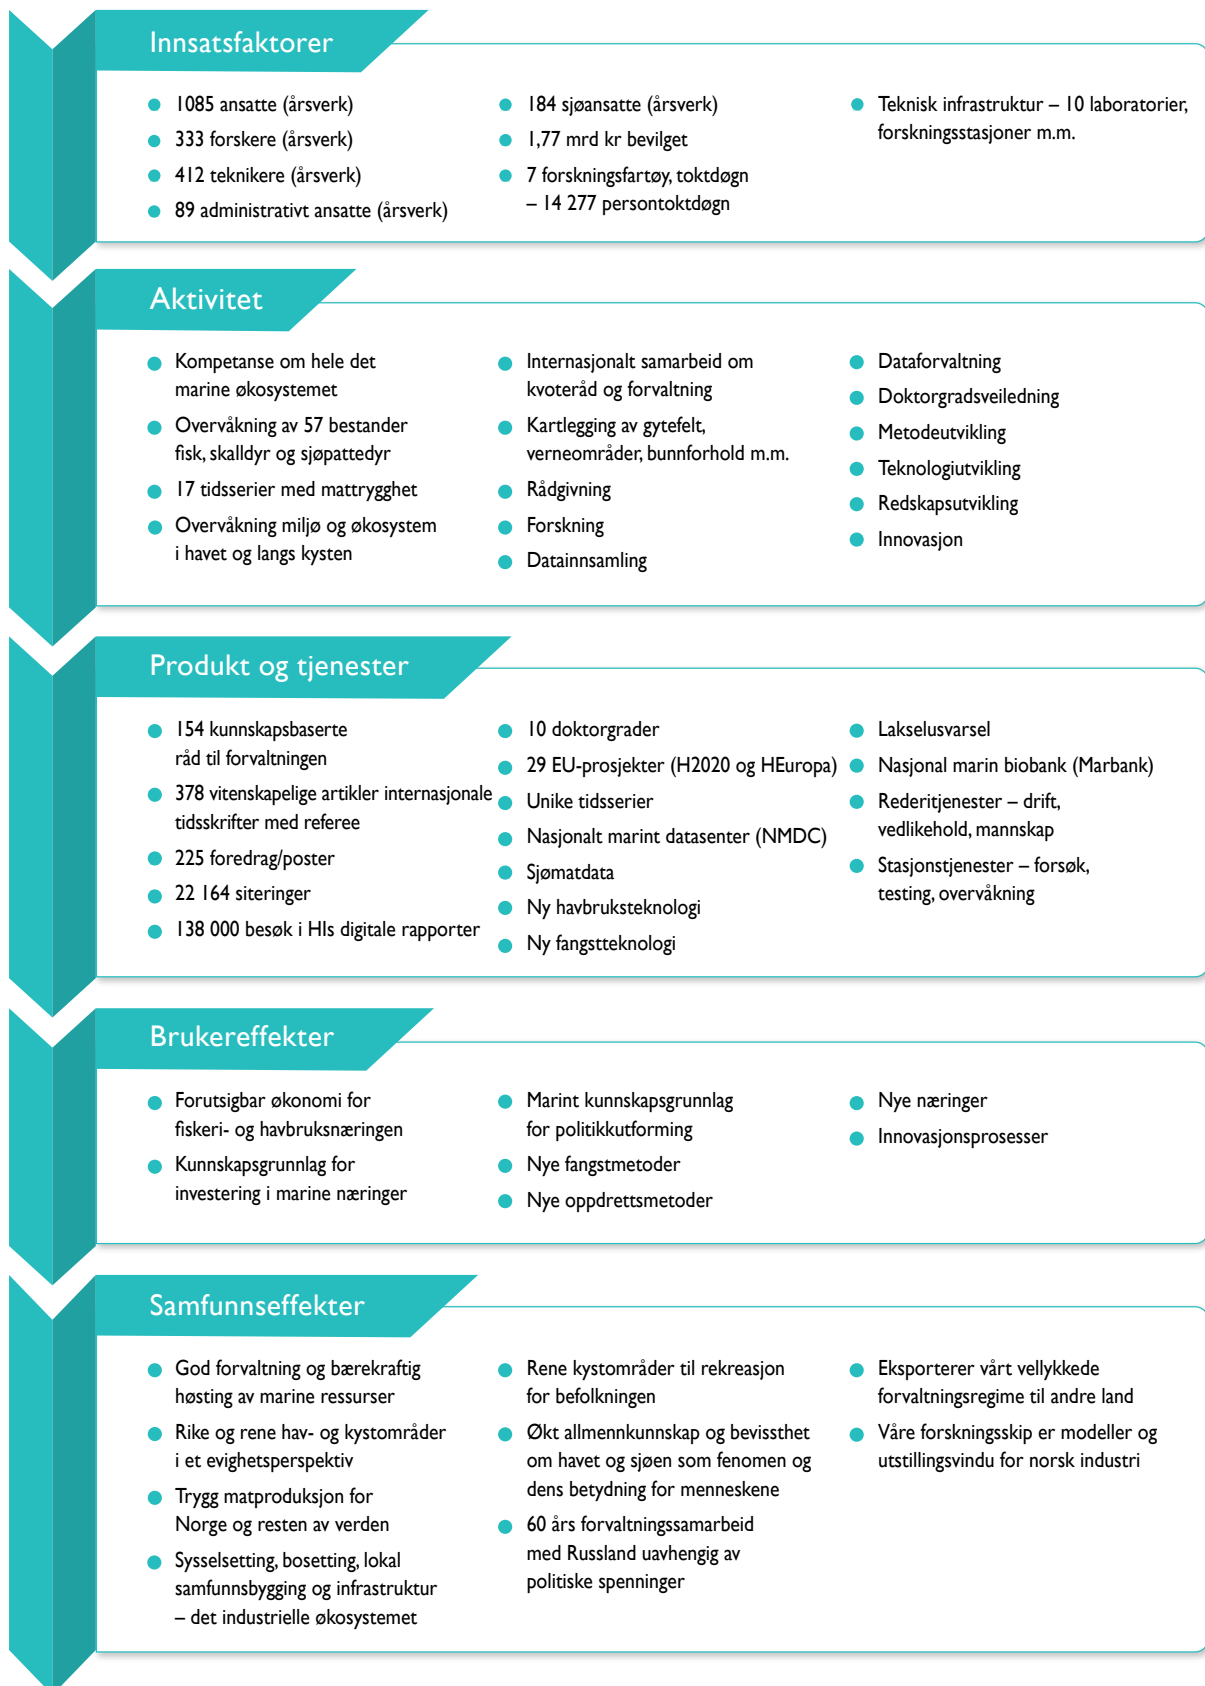 Innsatsfaktorer
1085 ansatte (årsverk)
333 forskere (årsverk)
412 teknikere (årsverk)
89 administrativt ansatte (årsverk)
184 sjøansatte (årsverk)
1,77 mrd kr bevilget
7 forskningsfartøy, toktdøgn
– 14 277 persontoktdøgn
Teknisk infrastruktur – 10 laboratorier,
forskningsstasjoner m.m.
Aktivitet
Kompetanse om hele det
marine økosystemet
Overvåkning av 57 bestander
fisk, skalldyr og sjøpattedyr
17 tidsserier med mattrygghet
Overvåkning miljø og økosystem
i havet og langs kysten
Internasjonalt samarbeid om
kvoteråd og forvaltning
Kartlegging av gytefelt,
verneområder, bunnforhold m.m.
Rådgivning
Forskning
Datainnsamling
Dataforvaltning
Doktorgradsveiledning
Metodeutvikling
Teknologiutvikling
Redskapsutvikling
Innovasjon
Produkt og tjenester
154 kunnskapsbaserte
råd til forvaltningen
378 vitenskapelige artikler internasjonale
tidsskrifter med referee
225 foredrag/poster
22 164 siteringer
138 000 besøk i HIs digitale rapporter
10 doktorgrader
29 EU-prosjekter (H2020 og HEuropa)
Unike tidsserier
Nasjonalt marint datasenter (NMDC)
Sjømatdata
Ny havbruksteknologi
Ny fangstteknologi
Lakselusvarsel
Nasjonal marin biobank (Marbank)
Rederitjenester – drift,
vedlikehold, mannskap
Stasjonstjenester – forsøk,
testing, overvåkning
Brukereffekter
Forutsigbar økonomi for
fiskeri- og havbruksnæringen
Kunnskapsgrunnlag for
investering i marine næringer
Marint kunnskapsgrunnlag
for politikkutforming
Nye fangstmetoder
Nye oppdrettsmetoder
Nye næringer
Innovasjonsprosesser
Samfunnseffekter
God forvaltning og bærekraftig
høsting av marine ressurser
Rike og rene hav- og kystområder
i et evighetsperspektiv
Trygg matproduksjon for
Norge og resten av verden
Sysselsetting, bosetting, lokal
samfunnsbygging og infrastruktur
– det industrielle økosystemet
Rene kystområder til rekreasjon
for befolkningen
Økt allmennkunnskap og bevissthet
om havet og sjøen som fenomen og
dens betydning for menneskene
60 års forvaltningssamarbeid
med Russland uavhengig av
politiske spenninger
Eksporterer vårt vellykkede
forvaltningsregime til andre land
Våre forskningsskip er modeller og
utstillingsvindu for norsk industri